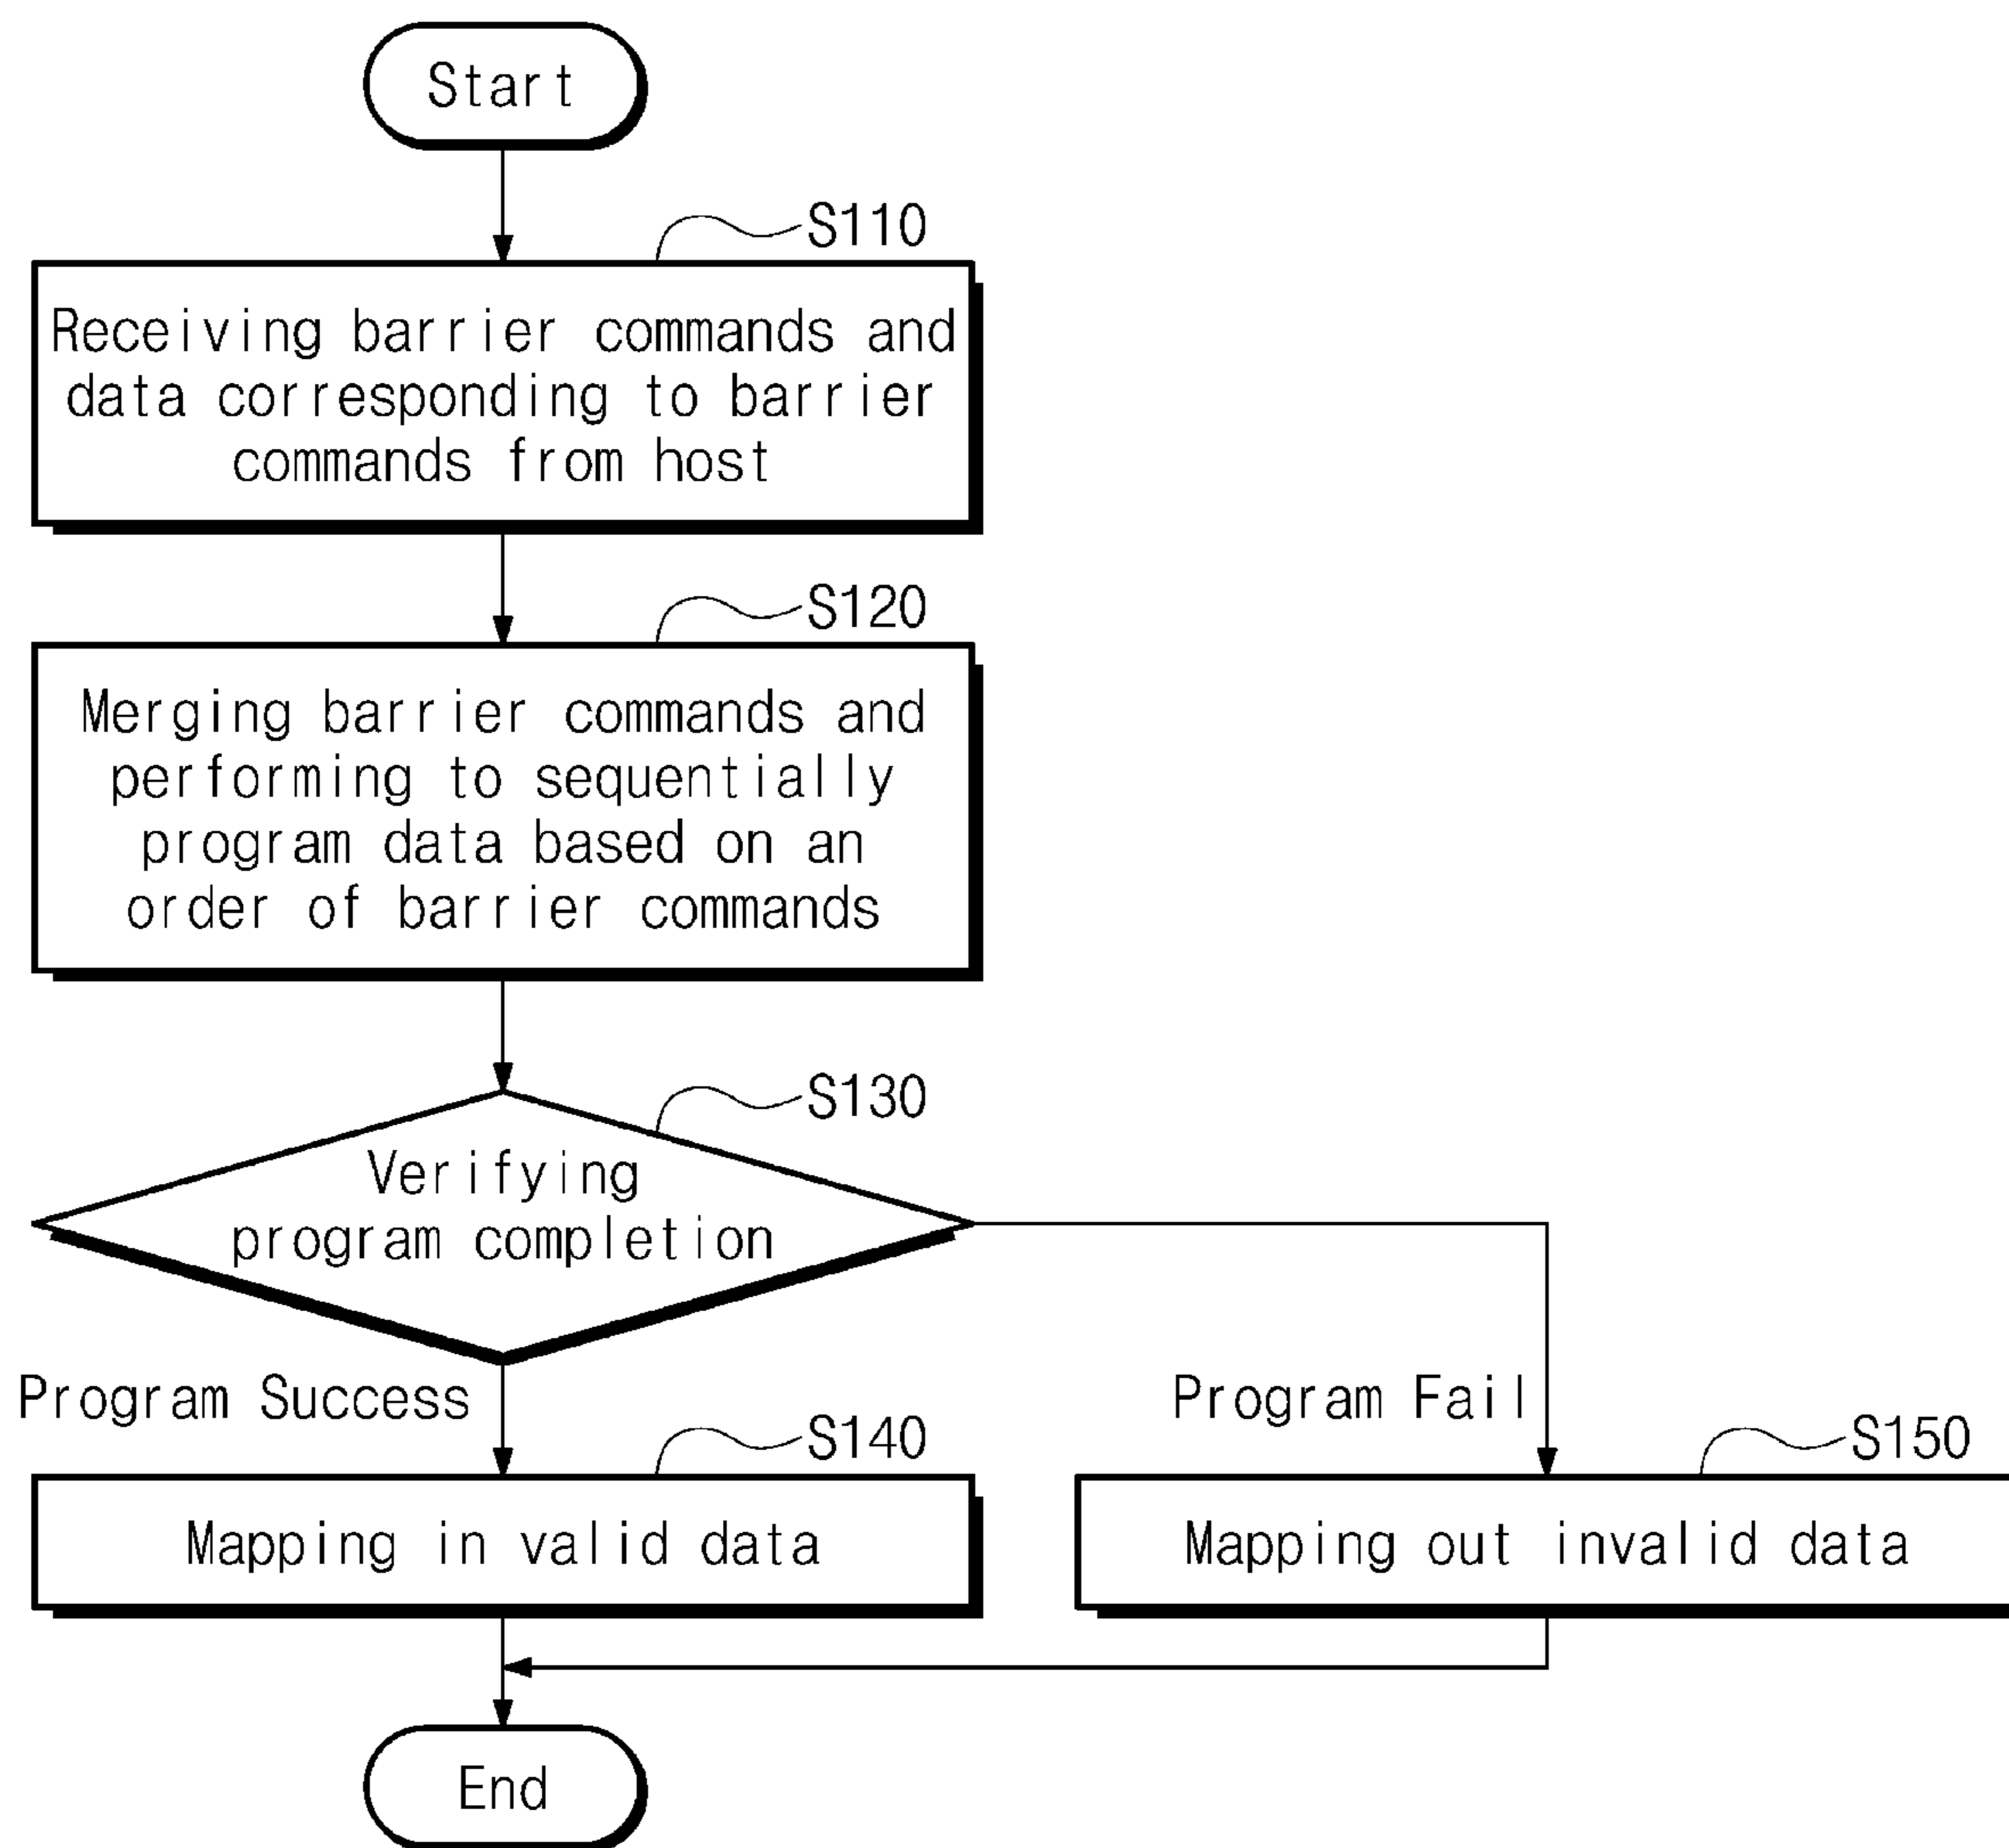 Start
S110
Receiving barrier commands and
data corresponding to barrier
commands from host
S120
Merging barrier commands and
performing to sequentially
program data based on an
order of barrier commands
S130
Verifying
program completion
Program Success
Program Fail
S140
S150
Mapping in valid data
Mapping out invalid data
End